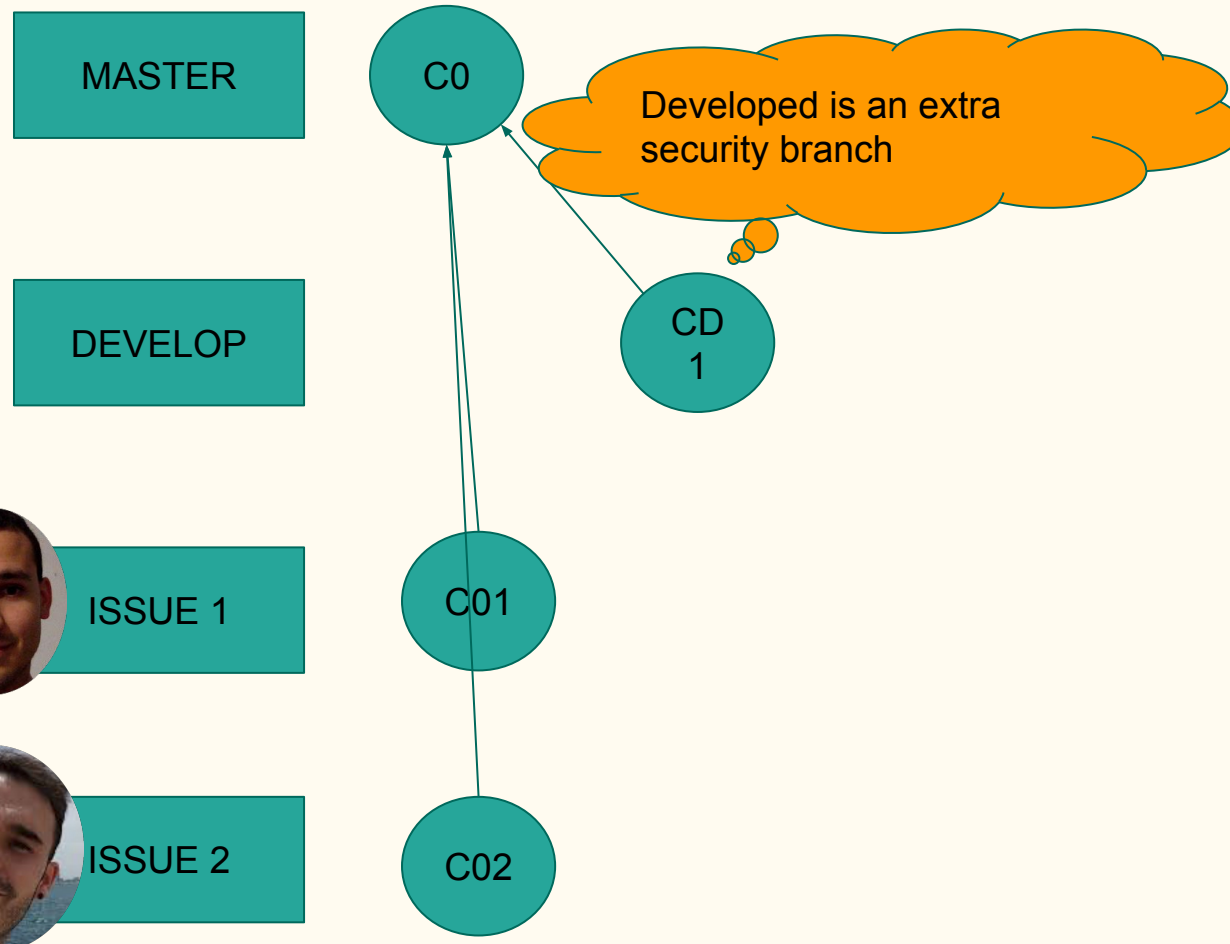 MASTER
C0
Developed is an extra
security branch
DEVELOP
CD
1
ISSUE 1
C01
ISSUE 2
C02